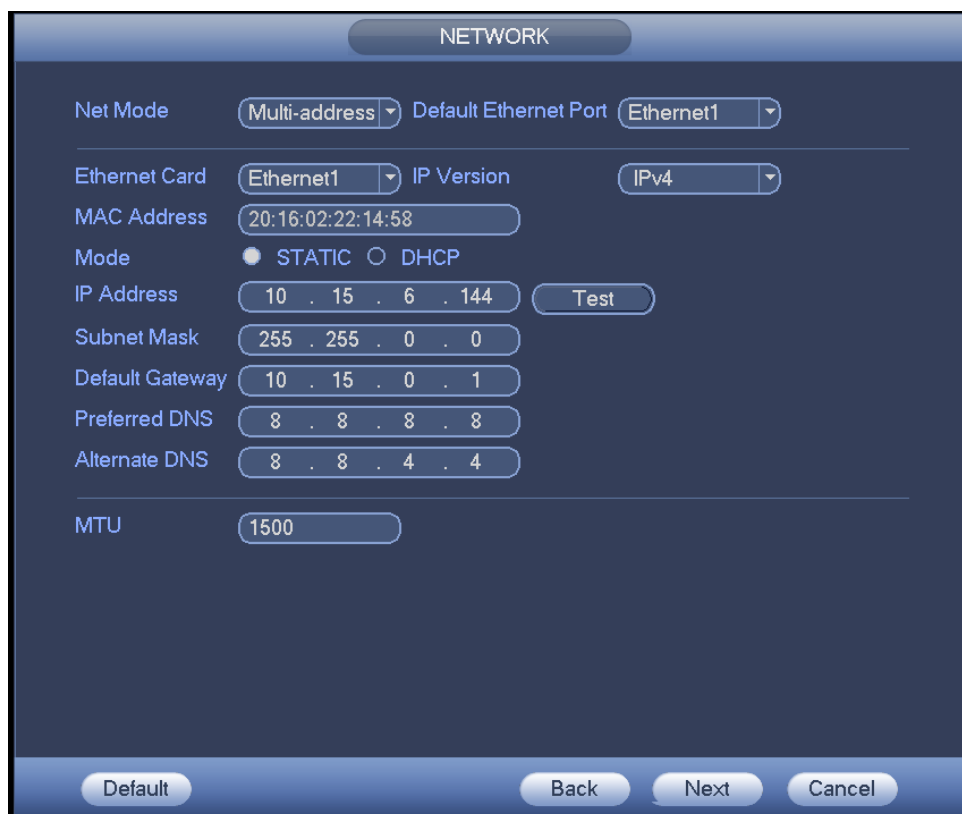 NETWORK
Net Mode Multi-address Default Ethernet Port Ethernet1
Ethernet Card Ethernet1 IP Version IPv4
MAC Address 20:16:02:22:14:58
Mode STATIC DHCP
IP Address 10 . 15 . 6 . 144 Test
Subnet Mask 255 . 255 . 0 . 0
Default Gateway 10 . 15 . 0 . 1
Preferred DNS 8 . 8 . 8 . 8
Alternate DNS 8 . 8 . 4 . 4
MTU 1500
Default Back Next Cancel